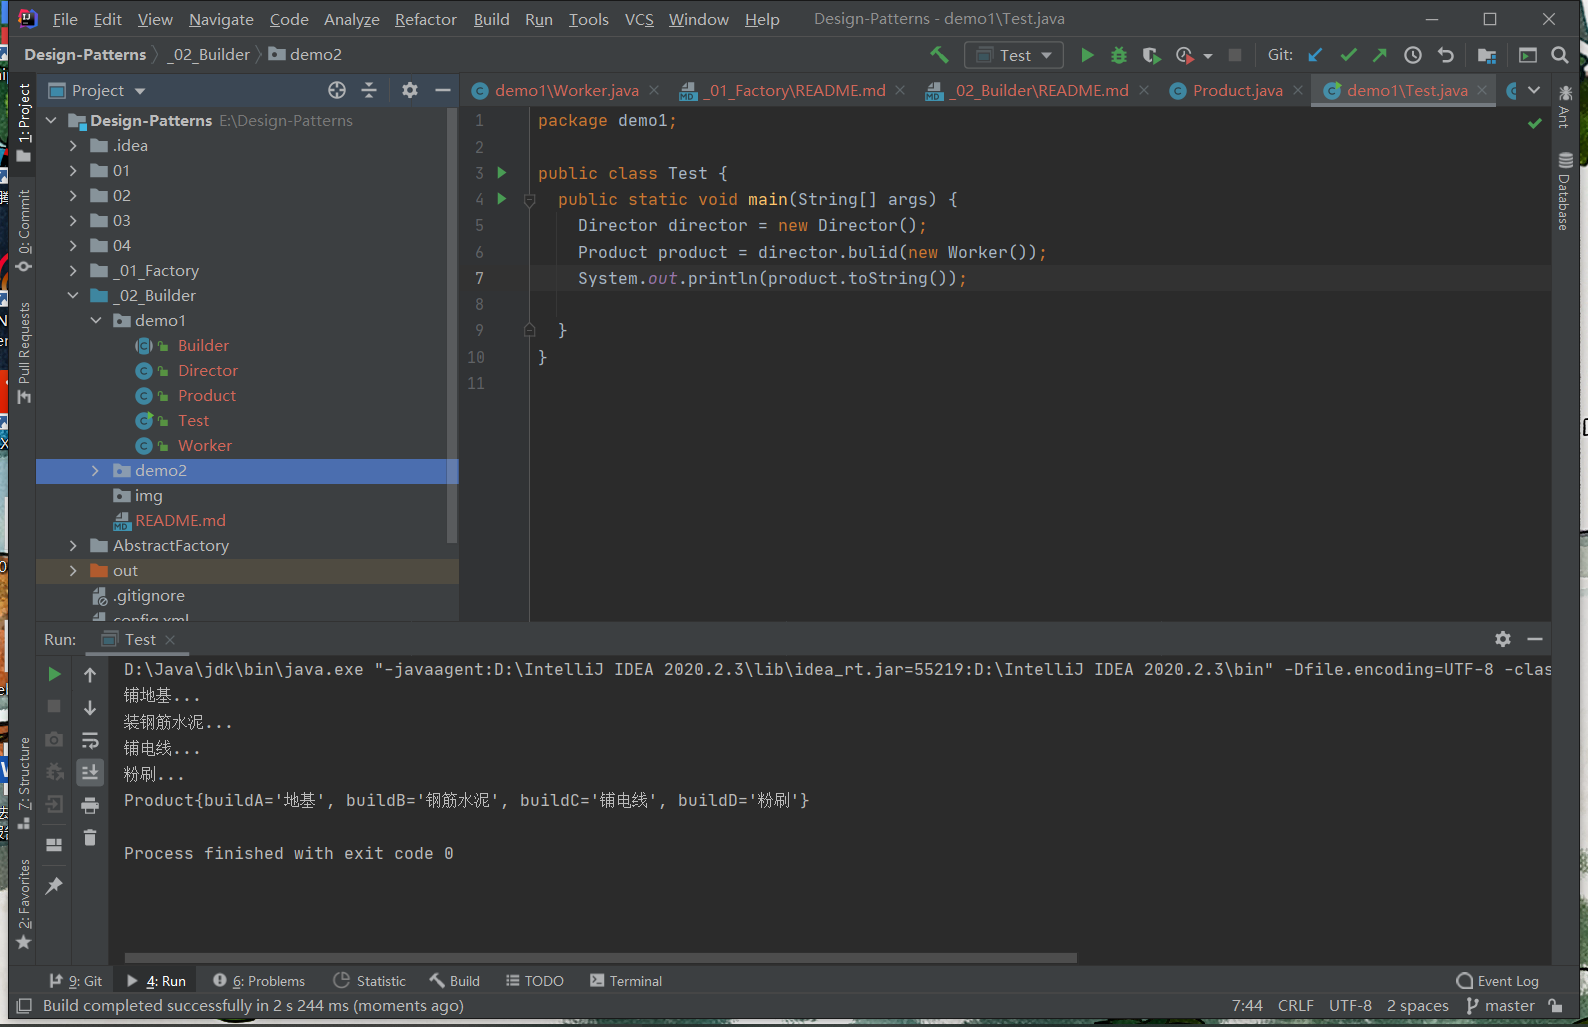 File Edit View Navigate Code Analyze Refactor Build Run Tools VCS Window Help Design-Patterns - demo1\Test.java
Design-Patterns _02_Builder demo2 Test Git:
Project demo1\Worker.java _01_Factory\README.md _02_Builder\README.md Product.java demo1\Test.java
1: Project
0: Commit
Pull Requests
Z: Structure
2: Favorites
Design-Patterns E:\Design-Patterns
.idea
01
02
03
04
_01_Factory
_02_Builder
demo1
Builder
Director
Product
Test
Worker
demo2
img
README.md
AbstractFactory
out
.gitignore
config.xml
1 package demo1;
2
3 public class Test {
4 public static void main(String[] args) {
5 Director director = new Director();
6 Product product = director.bulid(new Worker());
7 System.out.println(product.toString());
8
9 }
10 }
11
Ant
Database
Run: Test
D:\Java\jdk\bin\java.exe "-javaagent:D:\IntelliJ IDEA 2020.2.3\lib\idea_rt.jar=55219:D:\IntelliJ IDEA 2020.2.3\bin" -Dfile.encoding=UTF-8 -clas
铺地基...
装钢筋水泥...
铺电线...
粉刷...
Product{buildA='地基', buildB='钢筋水泥', buildC='铺电线', buildD='粉刷'}
Process finished with exit code 0
9: Git 4: Run 6: Problems Statistic Build TODO Terminal Event Log
Build completed successfully in 2 s 244 ms (moments ago) 7:44 CRLF UTF-8 2 spaces master